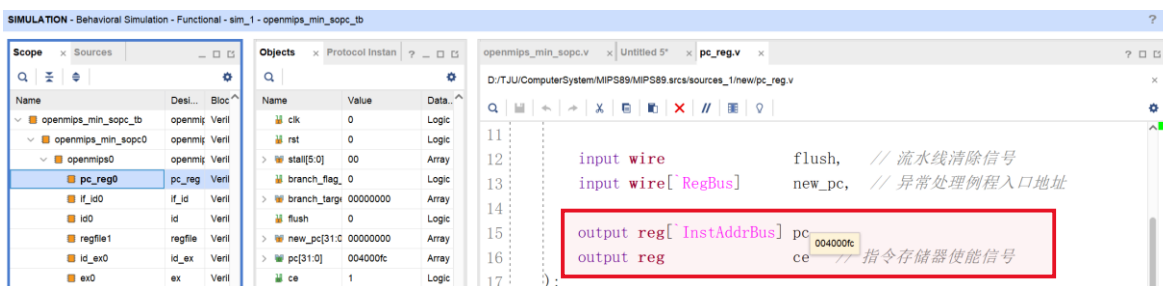 SIMULATION - Behavioral Simulation - Functional - sim_1 - openmips_min_sopc_tb ?
Scope × Sources
Name Desi... Bloc
openmips_min_sopc_tb openmip Veril
openmips_min_sopc0 openmip Veril
openmips0 openmip Veril
pc_reg0 pc_reg Veril
if_id0 if_id Veril
id0 id Veril
regfile1 regfile Veril
id_ex0 id_ex Veril
ex0 ex Veril
Objects × Protocol Instan ?
Name Value Data..
clk 0 Logic
rst 0 Logic
stall[5:0] 00 Array
branch_flag_ 0 Logic
branch_targe 00000000 Array
flush 0 Logic
new_pc[31:0 00000000 Array
pc[31:0] 004000fc Array
ce 1 Logic
openmips_min_sopc.v × Untitled 5* × pc_reg.v × ?
D:/TJU/ComputerSystem/MIPS89/MIPS89.srcs/sources_1/new/pc_reg.v ×
11
12 input wire flush, // 流水线清除信号
13 input wire[`RegBus] new_pc, // 异常处理例程入口地址
14
15 output reg[`InstAddrBus] pc
004000fc
16 output reg ce // 指令存储器使能信号
17 );